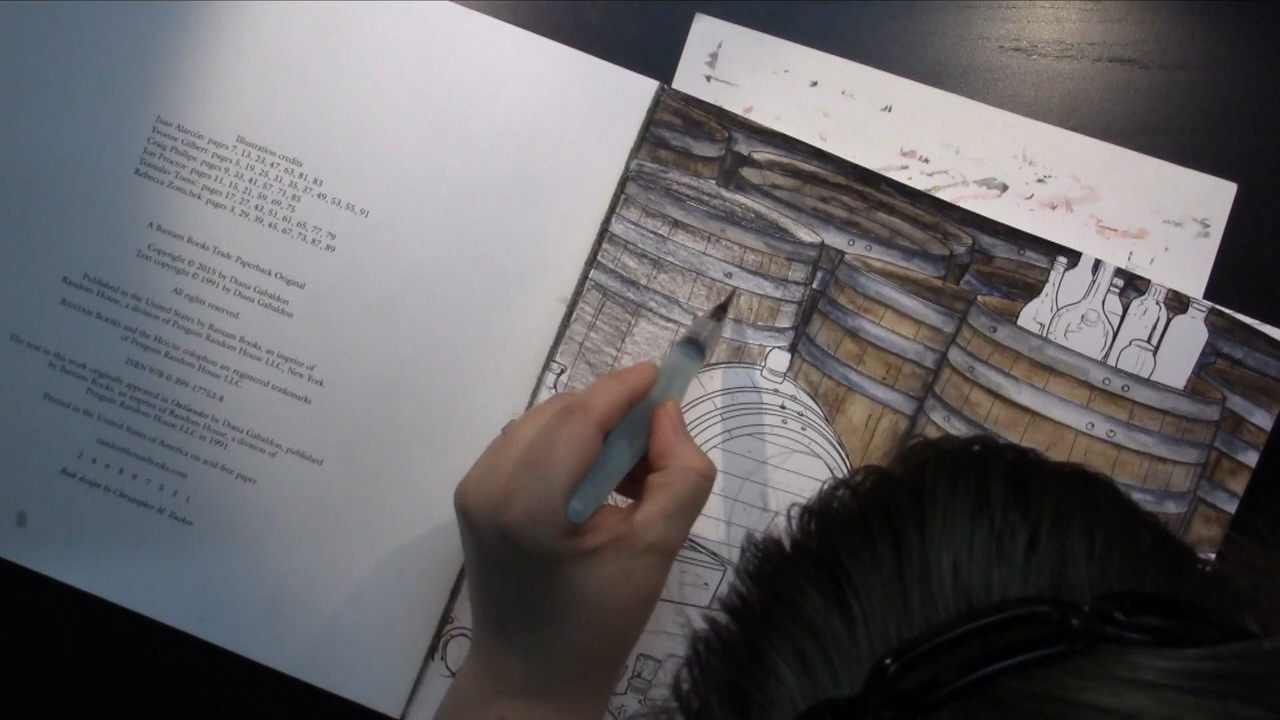 Illustration credits
Juan Alarcón: pages 7, 13, 23, 47, 63, 81, 83
Yvonne Gilbert: pages 5, 19, 25, 31, 35, 37, 49, 53, 55, 91
Craig Phillips: pages 9, 33, 41, 57, 71, 85
Jon Proctor: pages 11, 15, 21, 59, 69, 75
Tomislav Tomić: pages 17, 27, 43, 51, 61, 65, 77, 79
Rebecca Zomchek: pages 3, 29, 39, 45, 67, 73, 87, 89
A Bantam Books Trade Paperback Original
Copyright © 2015 by Diana Gabaldon
Text copyright © 1991 by Diana Gabaldon
All rights reserved.
Published in the United States by Bantam Books, an imprint of
Random House, a division of Penguin Random House LLC, New York
BANTAM BOOKS and the HOUSE colophon are registered trademarks
of Penguin Random House LLC
ISBN 978-0-399-17753-8
The text in this work originally appeared in Outlander by Diana Gabaldon, published
by Bantam Books, an imprint of Random House, a division of
Penguin Random House LLC in 1991.
Printed in the United States of America on acid-free paper
randomhousebooks.com
2 4 6 8 9 7 5 3 1
Book design by Christopher M. Zucker